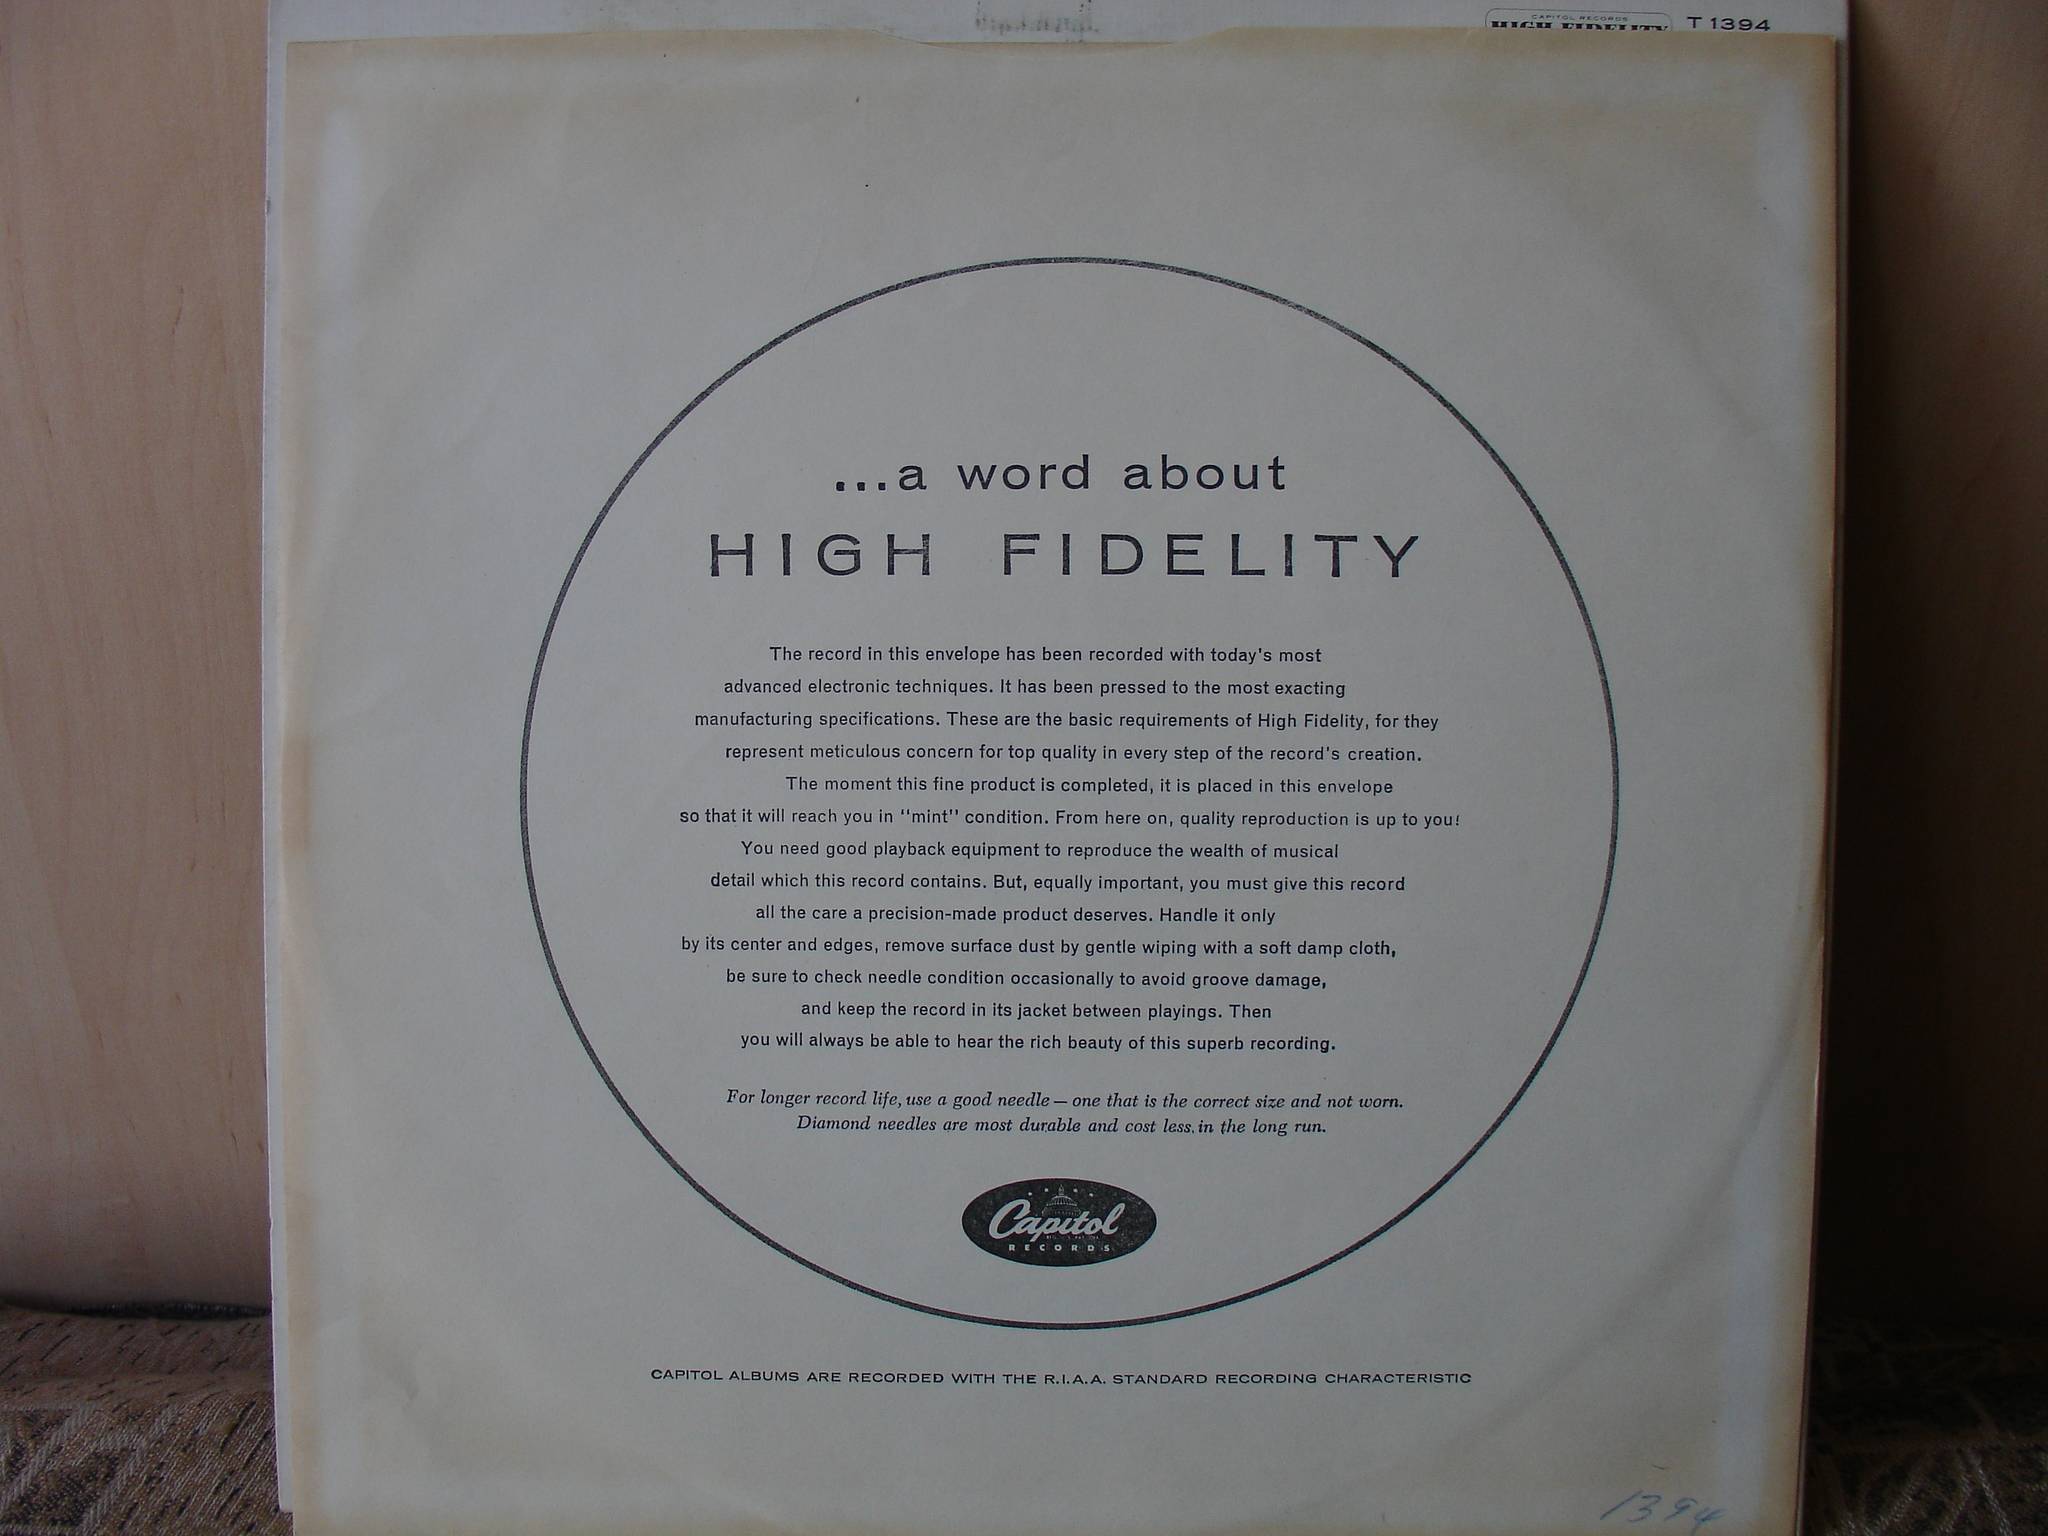 CAPITOL RECORDS
HIGH FIDELITY
T 1394
...a word about
HIGH FIDELITY
The record in this envelope has been recorded with today's most
advanced electronic techniques. It has been pressed to the most exacting
manufacturing specifications. These are the basic requirements of High Fidelity, for they
represent meticulous concern for top quality in every step of the record's creation.
The moment this fine product is completed, it is placed in this envelope
so that it will reach you in "mint" condition. From here on, quality reproduction is up to you!
You need good playback equipment to reproduce the wealth of musical
detail which this record contains. But, equally important, you must give this record
all the care a precision-made product deserves. Handle it only
by its center and edges, remove surface dust by gentle wiping with a soft damp cloth,
be sure to check needle condition occasionally to avoid groove damage,
and keep the record in its jacket between playings. Then
you will always be able to hear the rich beauty of this superb recording.
For longer record life, use a good needle — one that is the correct size and not worn.
Diamond needles are most durable and cost less in the long run.
Capitol
RECORDS
CAPITOL ALBUMS ARE RECORDED WITH THE R.I.A.A. STANDARD RECORDING CHARACTERISTIC
1394